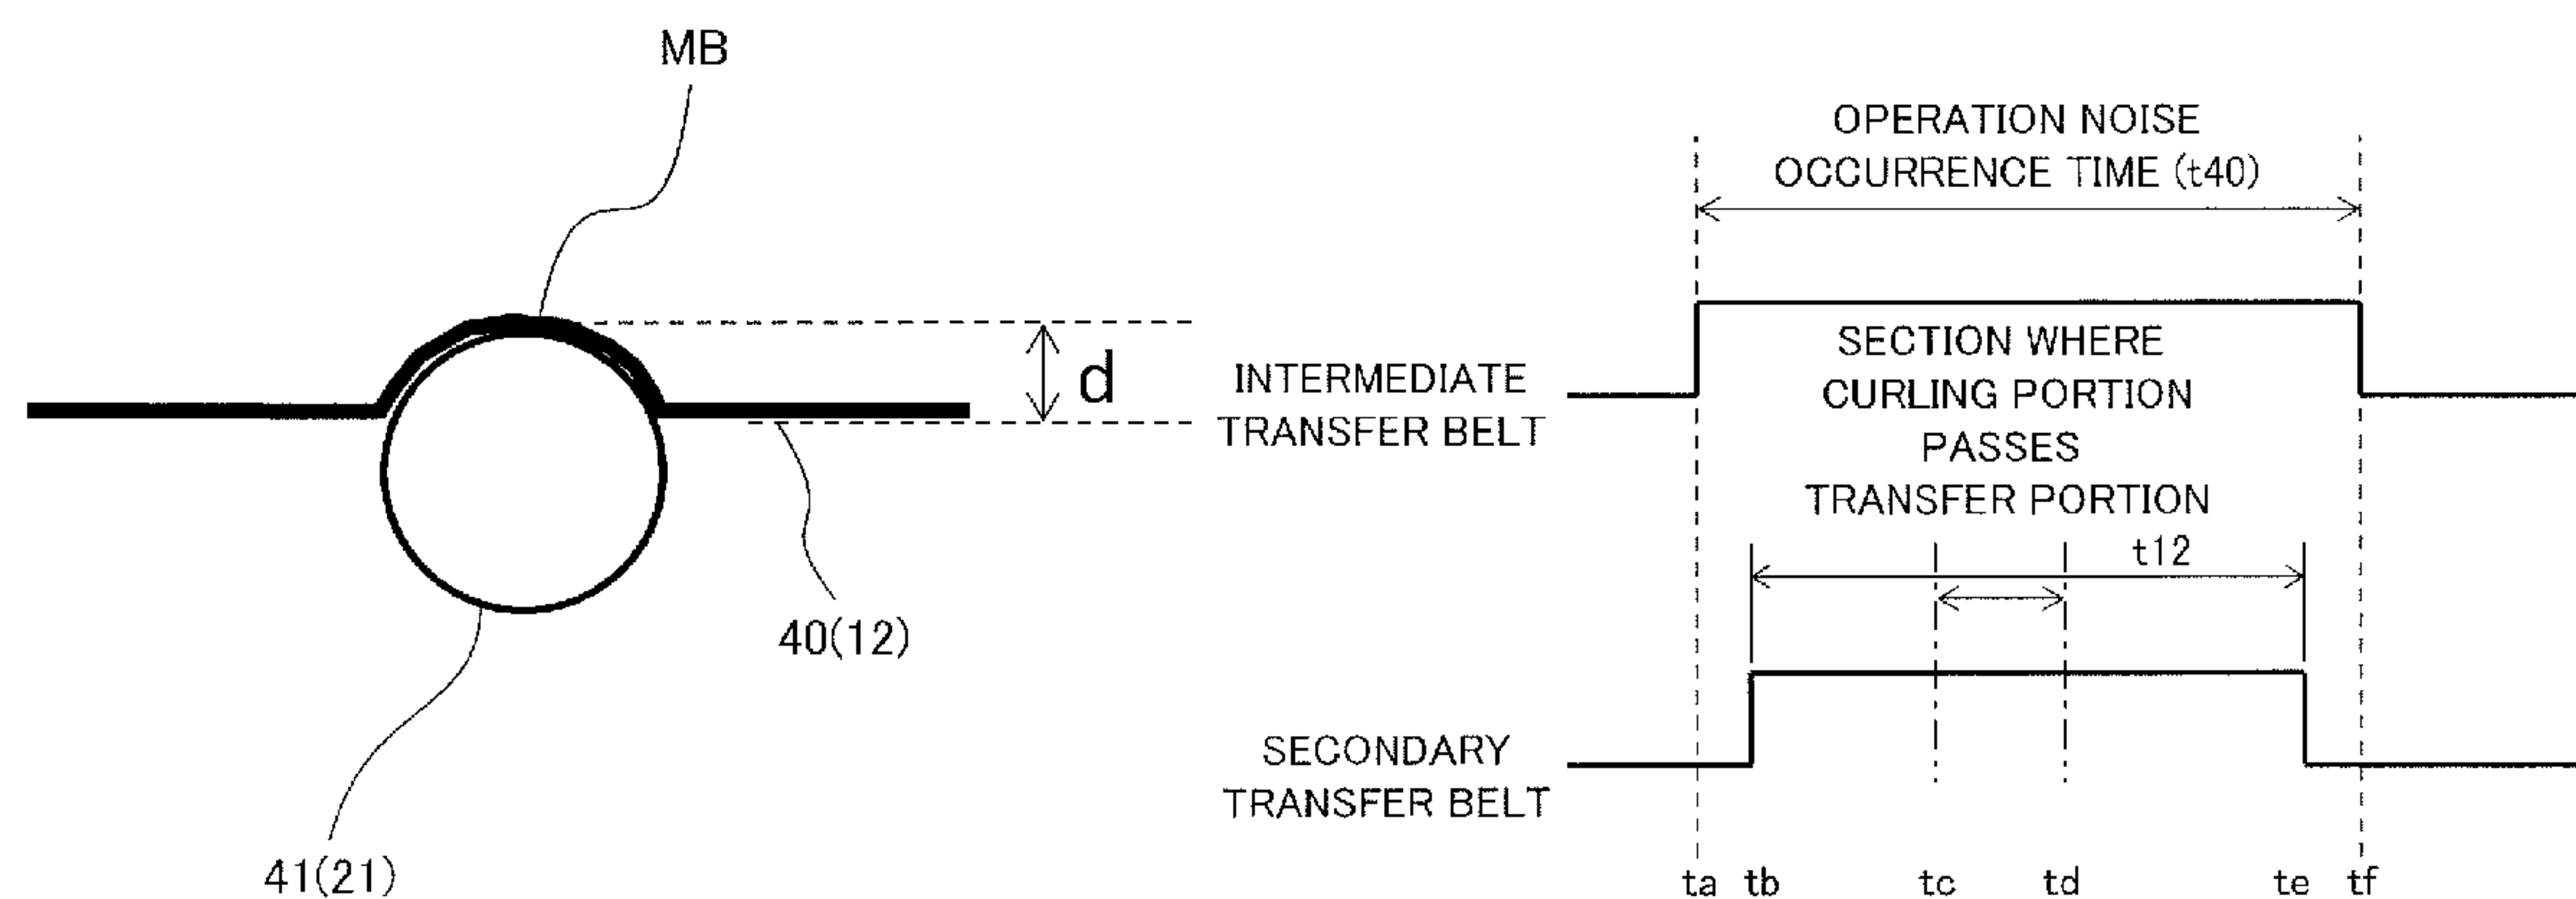 MB
d
40(12)
41(21)
OPERATION NOISE
OCCURRENCE TIME (t40)
INTERMEDIATE
TRANSFER BELT
SECTION WHERE
CURLING PORTION
PASSES
TRANSFER PORTION
t12
SECONDARY
TRANSFER BELT
ta tb tc td te tf